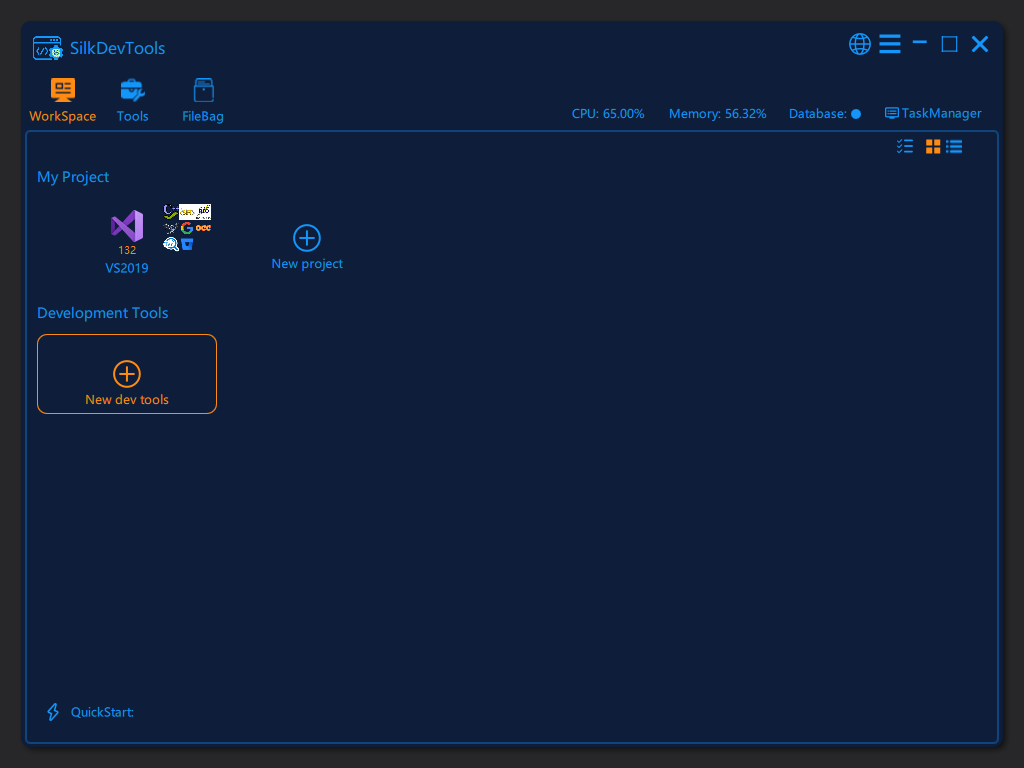 SilkDevTools
WorkSpace
Tools
FileBag
CPU: 65.00%
Memory: 56.32%
Database:
TaskManager
My Project
132
VS2019
New project
Development Tools
New dev tools
QuickStart: